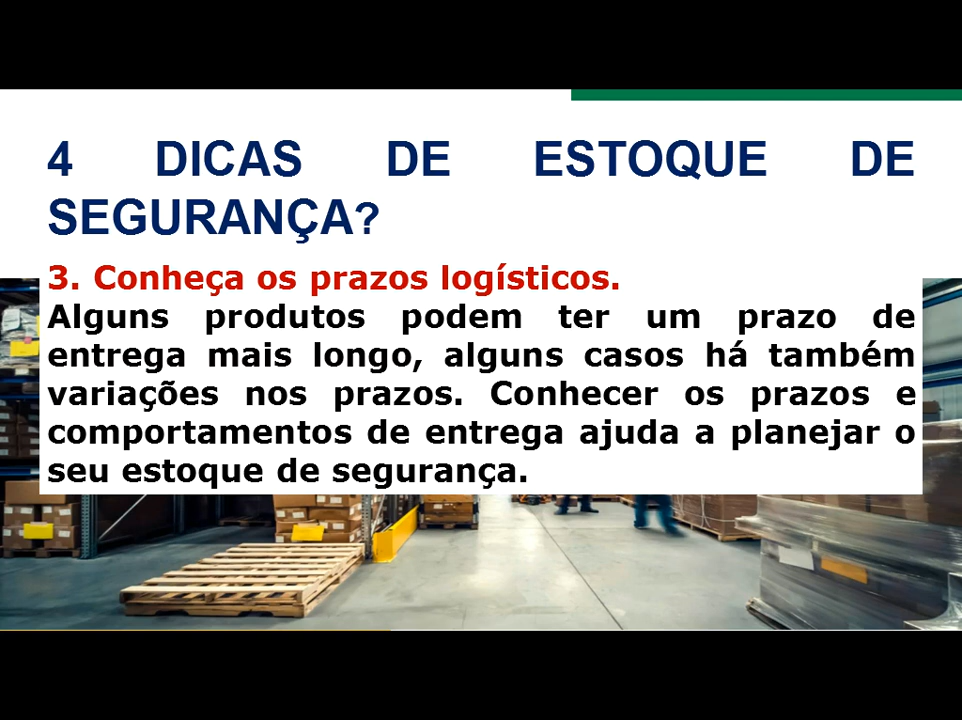 4 DICAS DE ESTOQUE DE
SEGURANÇA?
3. Conheça os prazos logísticos.
Alguns produtos podem ter um prazo de
entrega mais longo, alguns casos há também
variações nos prazos. Conhecer os prazos e
comportamentos de entrega ajuda a planejar o
seu estoque de segurança.